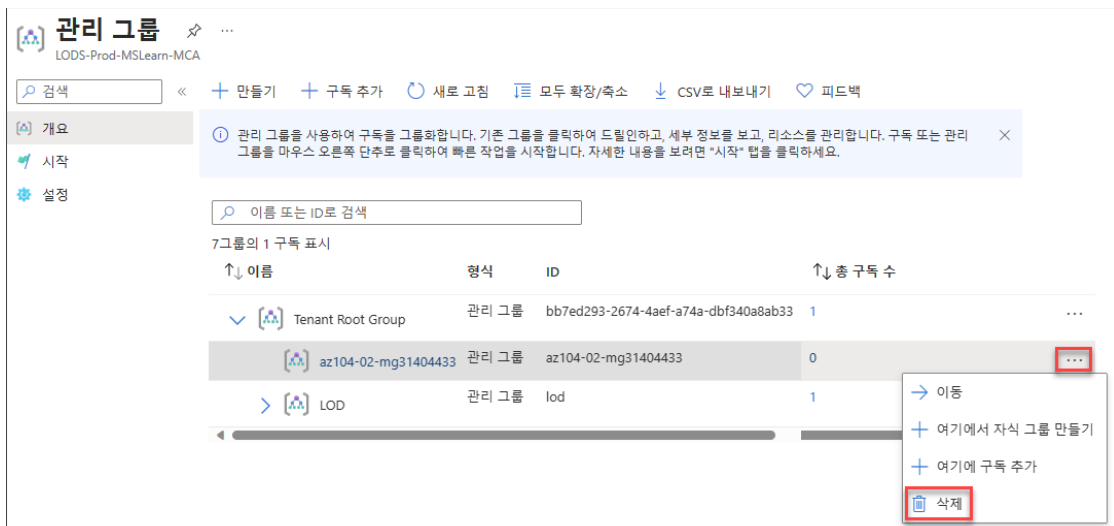 관리 그룹
LODS-Prod-MSLearn-MCA
검색
만들기 구독 추가 새로 고침 모두 확장/축소 CSV로 내보내기 피드백
개요
시작
설정
관리 그룹을 사용하여 구독을 그룹화합니다. 기존 그룹을 클릭하여 드릴인하고, 세부 정보를 보고, 리소스를 관리합니다. 구독 또는 관리
그룹을 마우스 오른쪽 단추로 클릭하여 빠른 작업을 시작합니다. 자세한 내용을 보려면 "시작" 탭을 클릭하세요.
이름 또는 ID로 검색
7그룹의 1 구독 표시
이름 형식 ID 총 구독 수
Tenant Root Group 관리 그룹 bb7ed293-2674-4aef-a74a-dbf340a8ab33 1
az104-02-mg31404433 관리 그룹 az104-02-mg31404433 0
LOD 관리 그룹 lod 1
이동
여기에서 자식 그룹 만들기
여기에 구독 추가
삭제